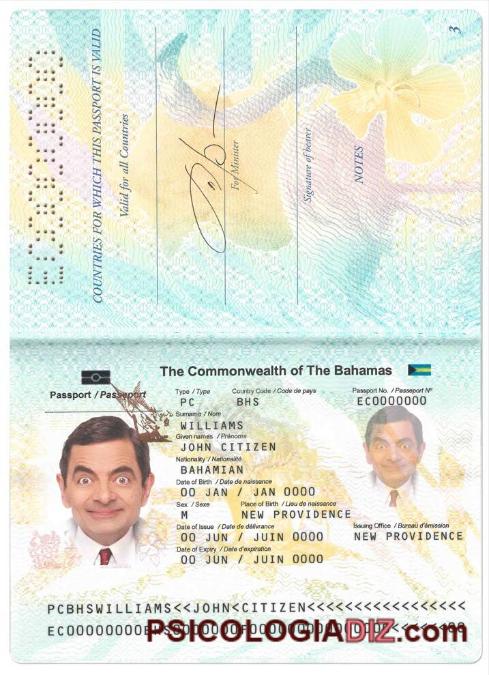 3
COUNTRIES FOR WHICH THIS PASSPORT IS VALID
Valid for all Countries
For Minister
Signature of bearer
NOTES
The Commonwealth of The Bahamas
Passport / Passeport
Type / Type Country Code / Code de pays Passport No. / Passeport Nº
PC BHS EC0000000
Surname / Nom
WILLIAMS
Given names / Prénoms
JOHN CITIZEN
Nationality / Nationalité
BAHAMIAN
Date of Birth / Date de naissance
00 JAN / JAN 0000
Sex / Sexe Place of Birth / Lieu de naissance
M NEW PROVIDENCE
Date of Issue / Date de délivrance Issuing Office / Bureau d'émission
00 JUN / JUIN 0000 NEW PROVIDENCE
Date of Expiry / Date d'expiration
00 JUN / JUIN 0000
PCBHSWILLIAMS<<JOHN<CITIZEN<<<<<<<<<<<<<<<<<
PSICOLOGIADIZ.com